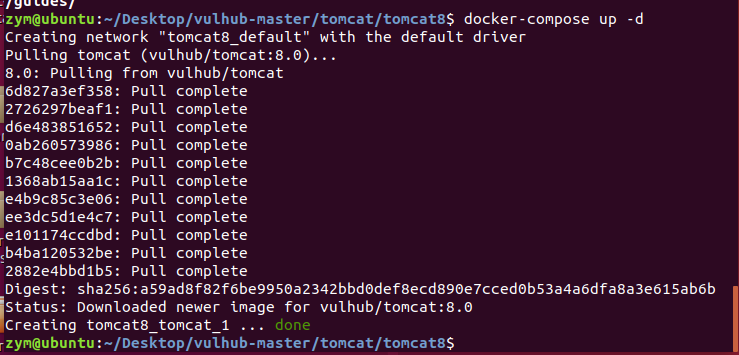 /guides/
zym@ubuntu:~/Desktop/vulhub-master/tomcat/tomcat8$ docker-compose up -d
Creating network "tomcat8_default" with the default driver
Pulling tomcat (vulhub/tomcat:8.0)...
8.0: Pulling from vulhub/tomcat
6d827a3ef358: Pull complete
2726297beaf1: Pull complete
d6e483851652: Pull complete
0ab260573986: Pull complete
b7c48cee0b2b: Pull complete
1368ab15aa1c: Pull complete
e4b9c85c3e06: Pull complete
ee3dc5d1e4c7: Pull complete
e101174ccdbd: Pull complete
b4ba120532be: Pull complete
2882e4bbd1b5: Pull complete
Digest: sha256:a59ad8f82f6be9950a2342bbd0def8ecd890e7cced0b53a4a6dfa8a3e615ab6b
Status: Downloaded newer image for vulhub/tomcat:8.0
Creating tomcat8_tomcat_1 ... done
zym@ubuntu:~/Desktop/vulhub-master/tomcat/tomcat8$